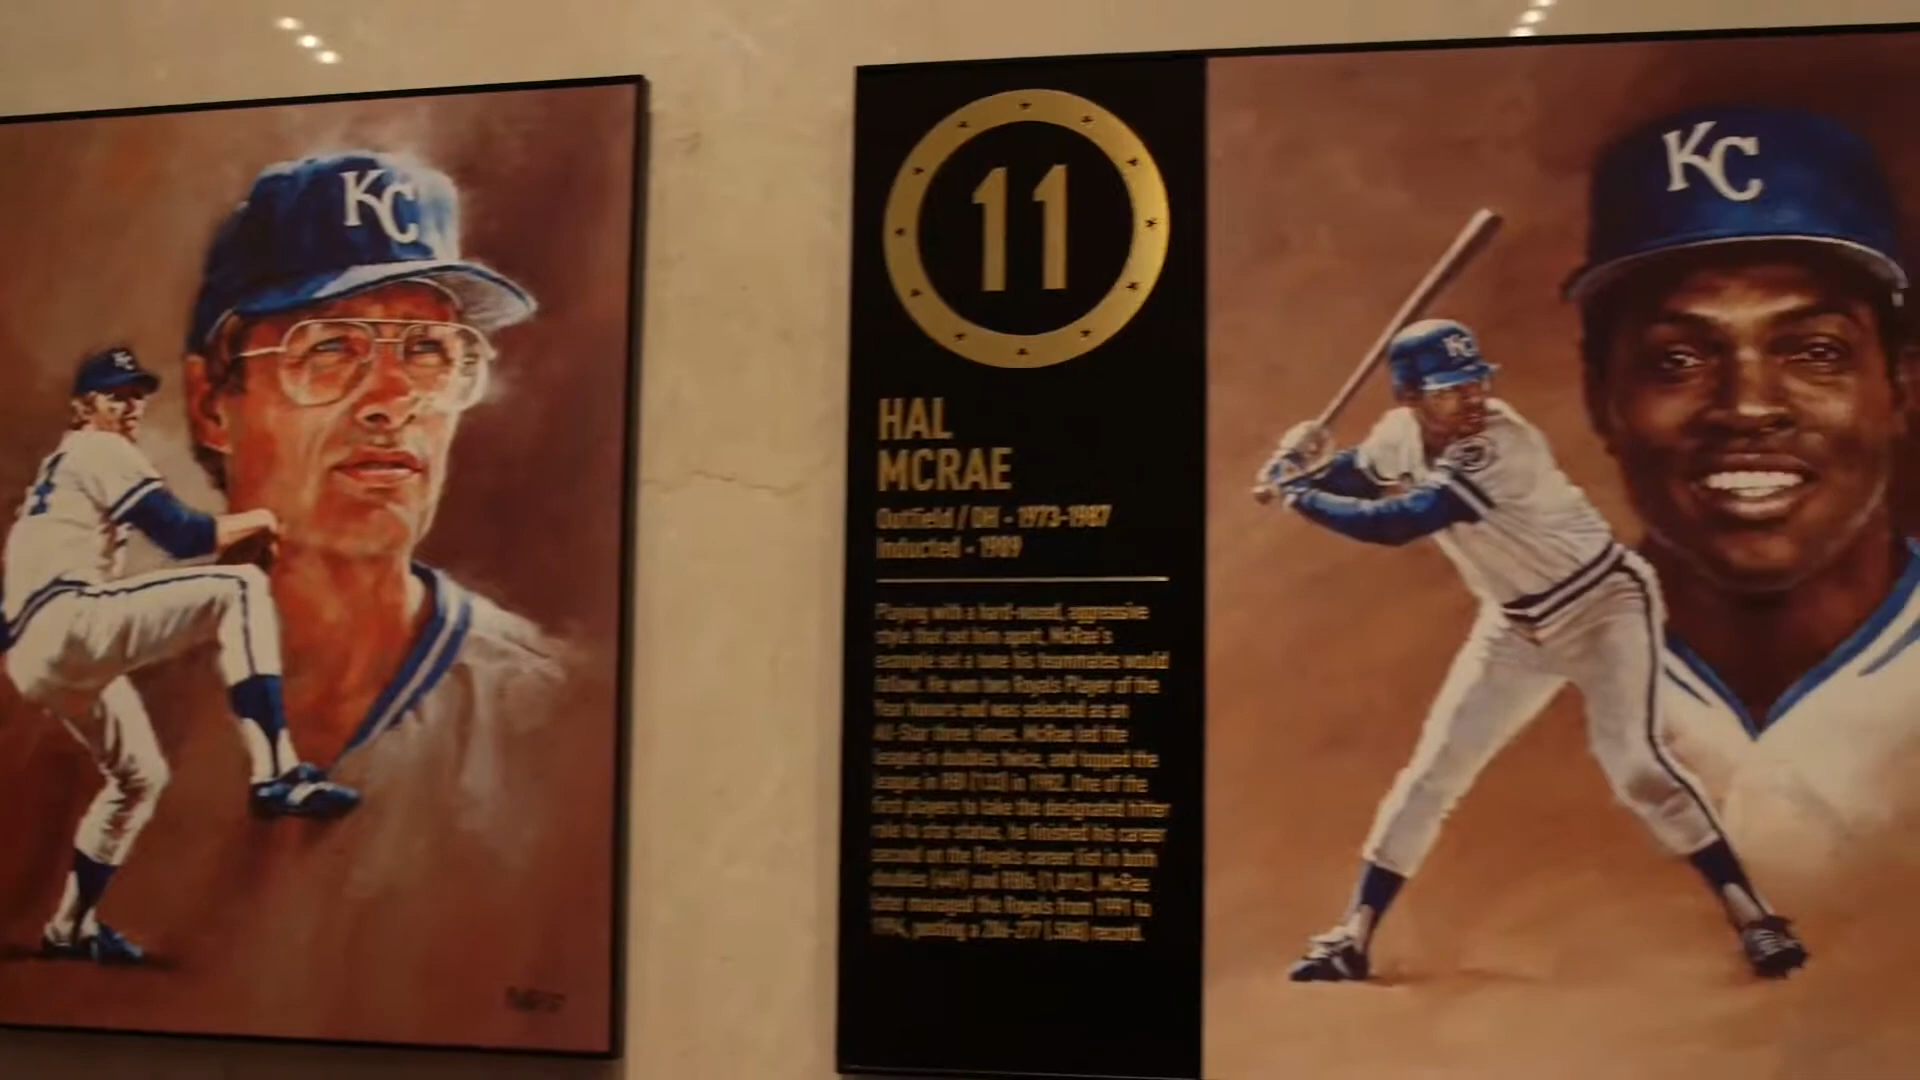 KC
KC
4
11
HAL
MCRAE
Outfield / DH - 1973-1987
Inducted - 1989
Playing with a hard-nosed, aggressive
style that set him apart, McRae's
example set a tone his teammates would
follow. He won two Royals Player of the
Year honors and was selected as an
All-Star three times. McRae led the
league in doubles twice, and topped the
league in RBI (133) in 1982. One of the
first players to take the designated hitter
role to star status, he finished his career
second on the Royals career list in both
doubles (449) and RBIs (1,012). McRae
later managed the Royals from 1991 to
1994, posting a 286-277 (.508) record.
KC
KC